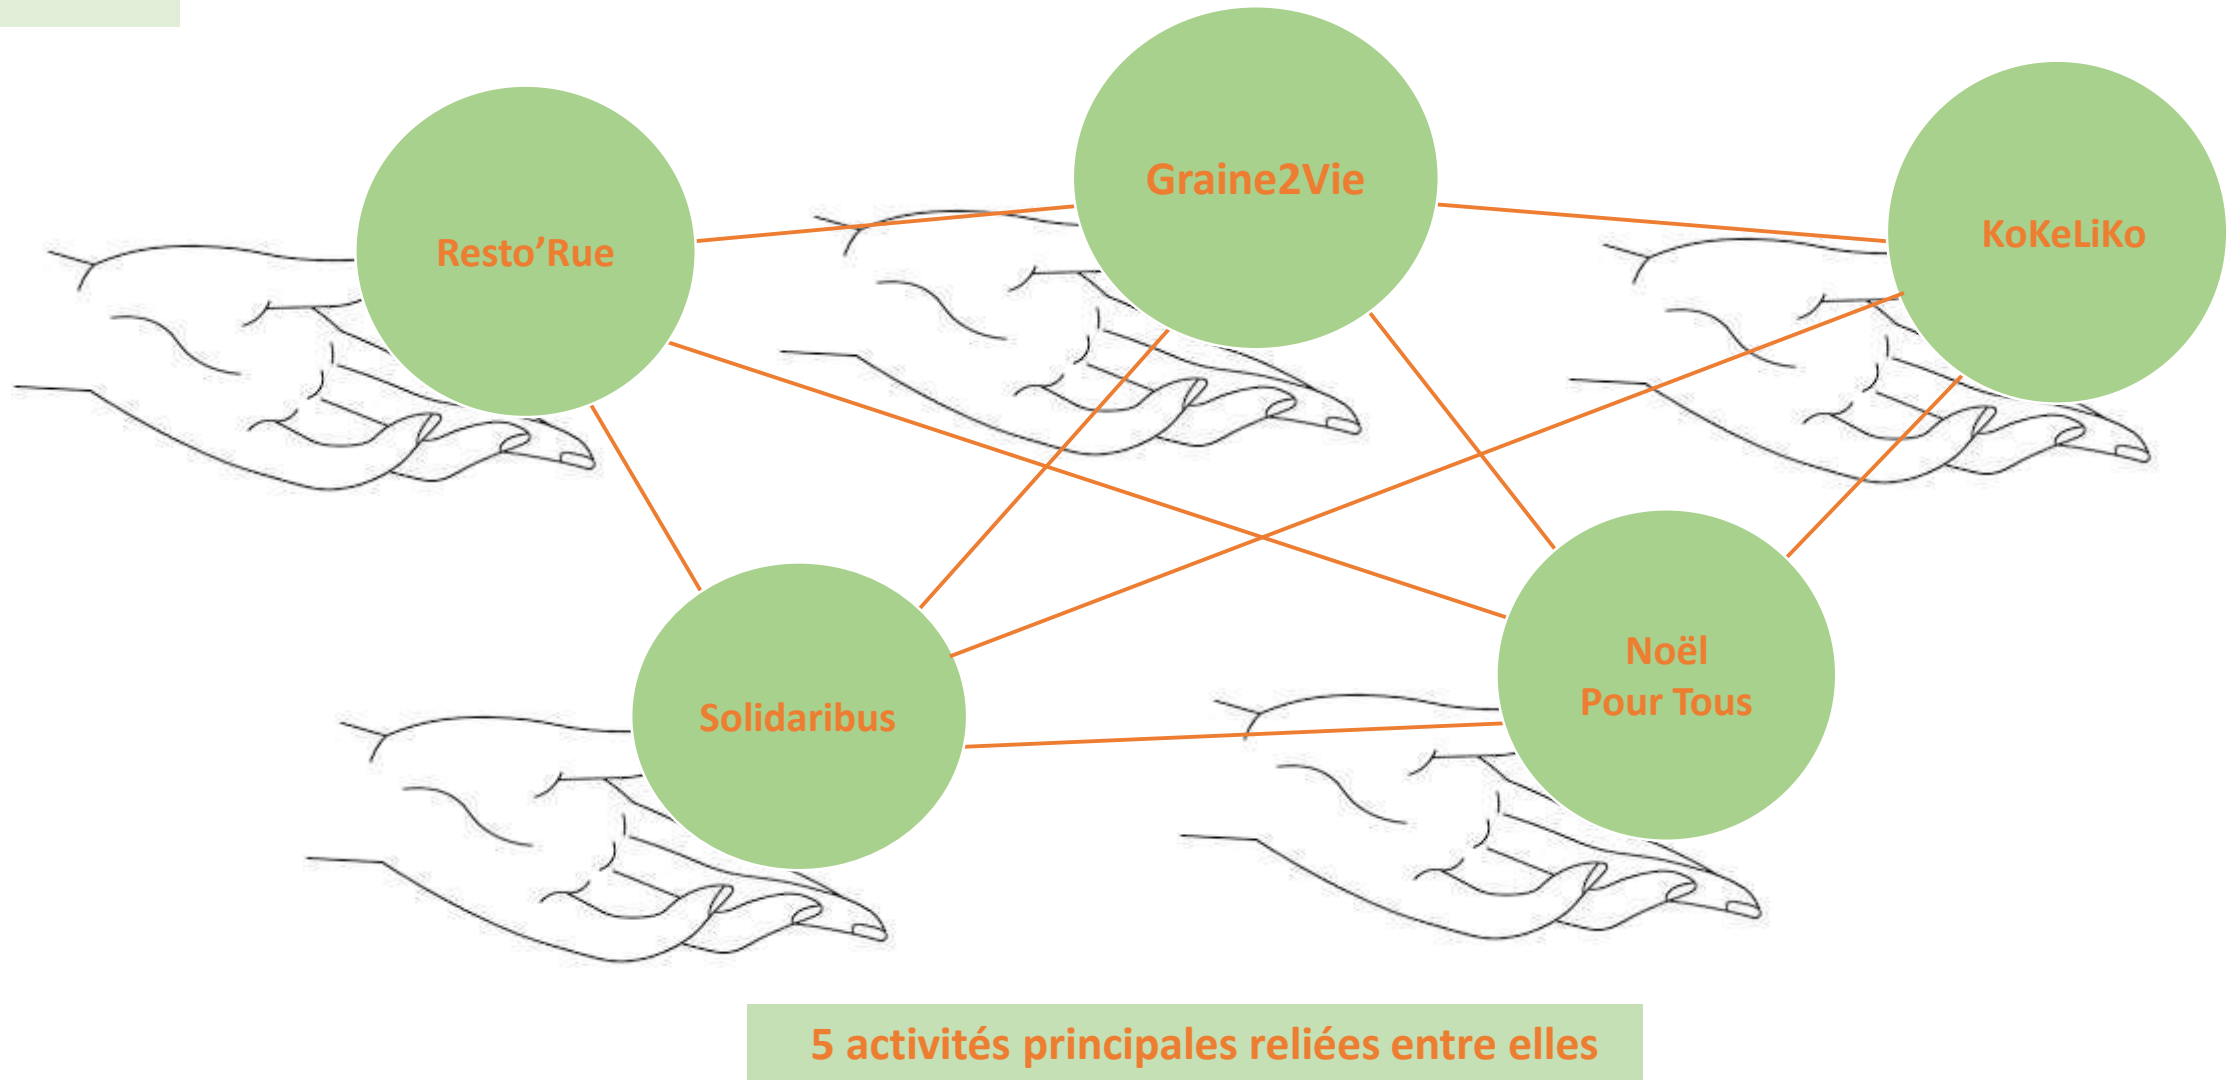 Graine2Vie
KoKeLiKo
Resto’Rue
Noël
Pour Tous
Solidaribus
5 activités principales reliées entre elles